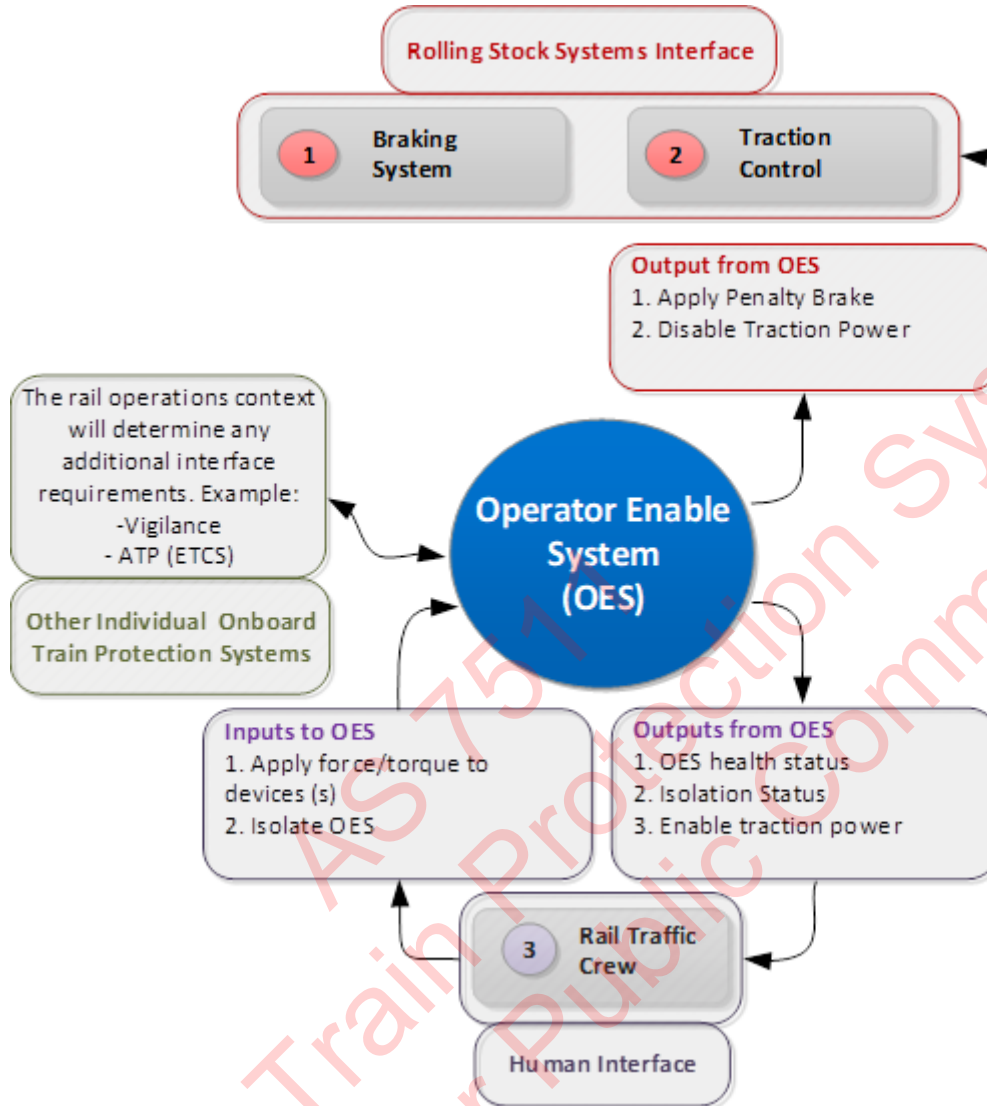 Rolling Stock Systems Interface
1
Braking
System
2
Traction
Control
Output from OES
1. Apply Penalty Brake
2. Disable Traction Power
The rail operations context
will determine any
additional interface
requirements. Example:
-Vigilance
- ATP (ETCS)
Other Individual Onboard
Train Protection Systems
Operator Enable
System
(OES)
Inputs to OES
1. Apply force/torque to
devices (s)
2. Isolate OES
Outputs from OES
1. OES health status
2. Isolation Status
3. Enable traction power
3
Rail Traffic
Crew
Human Interface
AS 7511
Train Protection Sys
r Public Comm